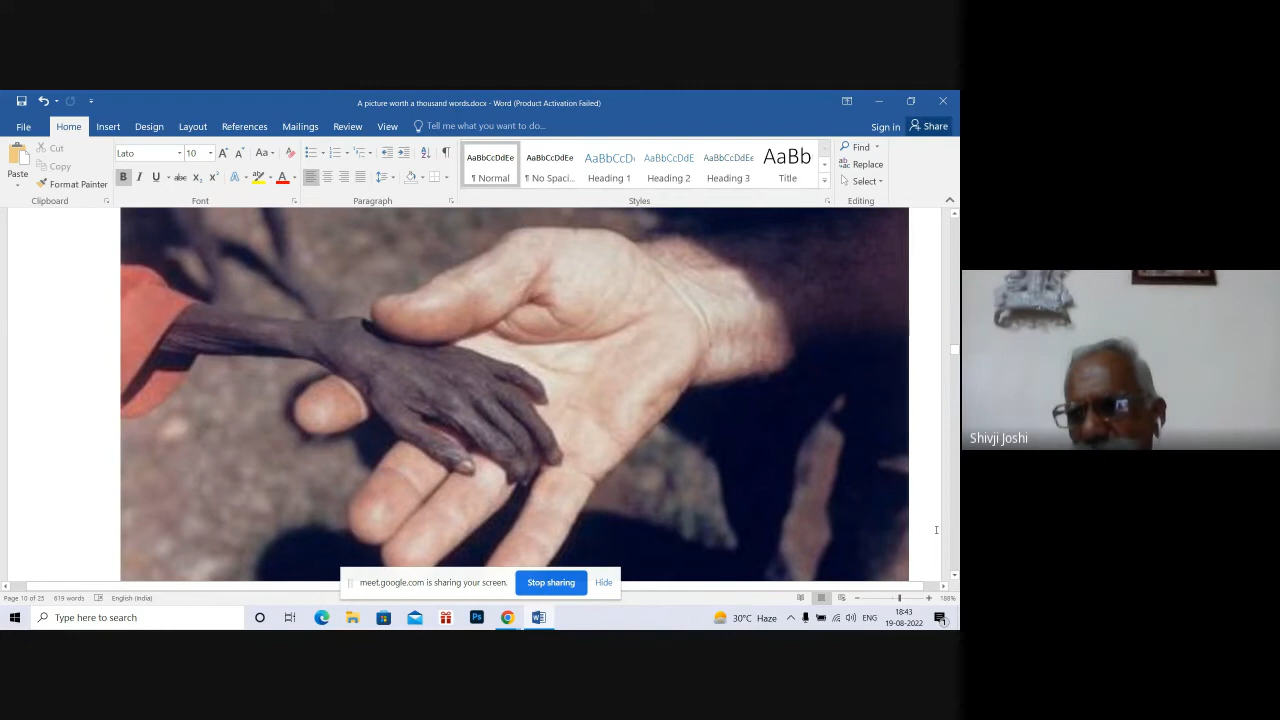 A picture worth a thousand words.docx - Word (Product Activation Failed)
File Home Insert Design Layout References Mailings Review View Tell me what you want to do... Sign in Share
Paste
Cut
Copy
Format Painter
Clipboard
Lato 10
Font
Paragraph
AaBbCcDdEe AaBbCcDdEe AaBbCcD AaBbCcDdE AaBbCcDdEe AaBb
¶ Normal ¶ No Spaci... Heading 1 Heading 2 Heading 3 Title
Styles
Find
Replace
Select
Editing
Shivji Joshi
meet.google.com is sharing your screen. Stop sharing Hide
Page 10 of 25 619 words English (India) 188%
Type here to search
30°C Haze ENG
18:43
19-08-2022